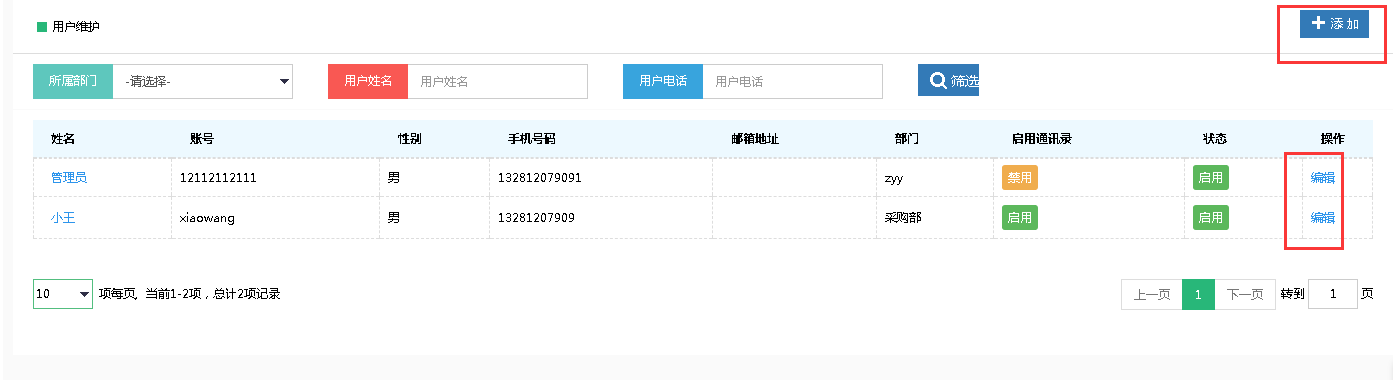 用户维护
添加
所属部门 -请选择- 用户姓名 用户姓名 用户电话 用户电话 筛选
姓名 账号 性别 手机号码 邮箱地址 部门 启用通讯录 状态 操作
管理员 12112112111 男 132812079091 zyy 禁用 启用 编辑
小王 xiaowang 男 13281207909 采购部 启用 启用 编辑
10 项每页, 当前1-2项，总计2项记录 上一页 1 下一页 转到 1 页